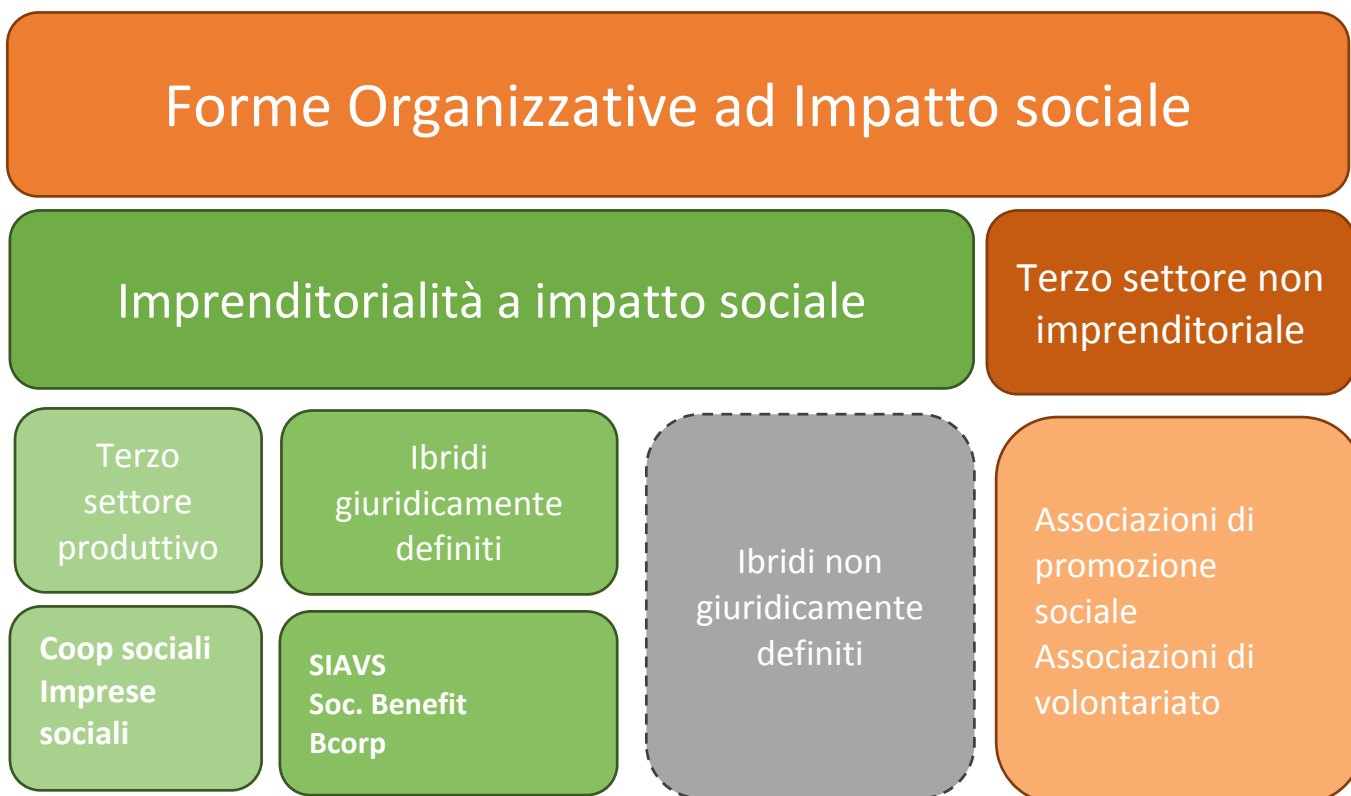 Forme Organizzative ad Impatto sociale
Imprenditorialità a impatto sociale
Terzo settore non
imprenditoriale
Terzo
settore
produttivo
Ibridi
giuridicamente
definiti
Ibridi non
giuridicamente
definiti
Associazioni di
promozione
sociale
Associazioni di
volontariato
Coop sociali
Imprese
sociali
SIAVS
Soc. Benefit
Bcorp